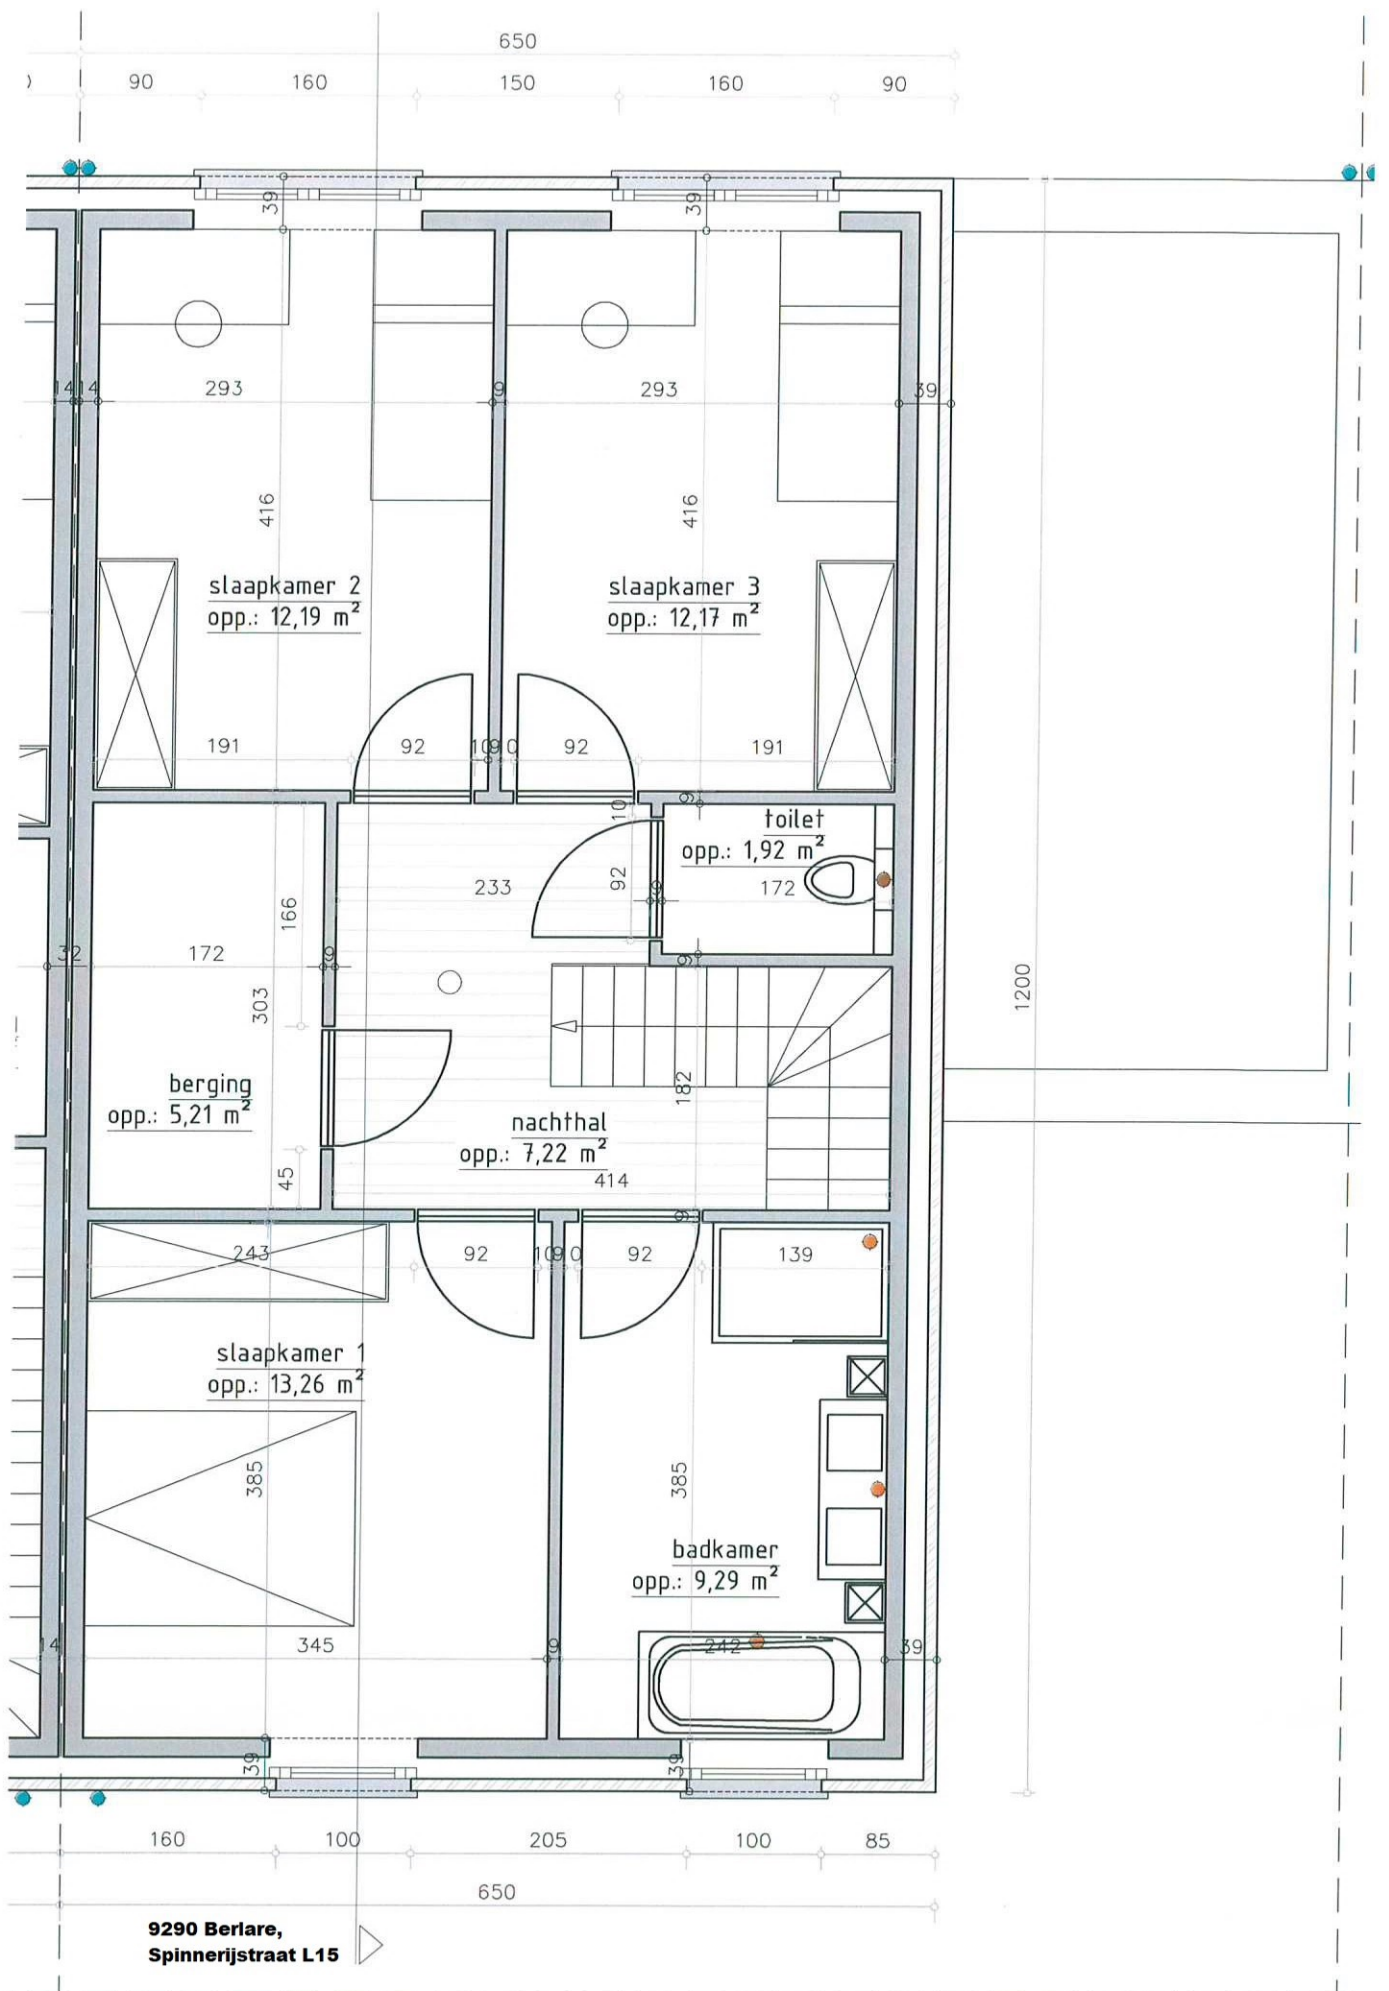 650
90 160 150 160 90
39 39
14 14 293 9 293 39
416 416
slaapkamer 2
opp.: 12,19 m²
slaapkamer 3
opp.: 12,17 m²
191 92 10 9 10 92 191
9
10
toilet
opp.: 1,92 m²
233 92 9 172
166
32 172 9 9
303
1200
182
berging
opp.: 5,21 m²
nachthal
opp.: 7,22 m²
45
414
9
243 92 10 9 10 92 139
slaapkamer 1
opp.: 13,26 m²
385 385
badkamer
opp.: 9,29 m²
14 345 9 242 39
39 39
160 100 205 100 85
650
9290 Berlare,
Spinnerijstraat L15